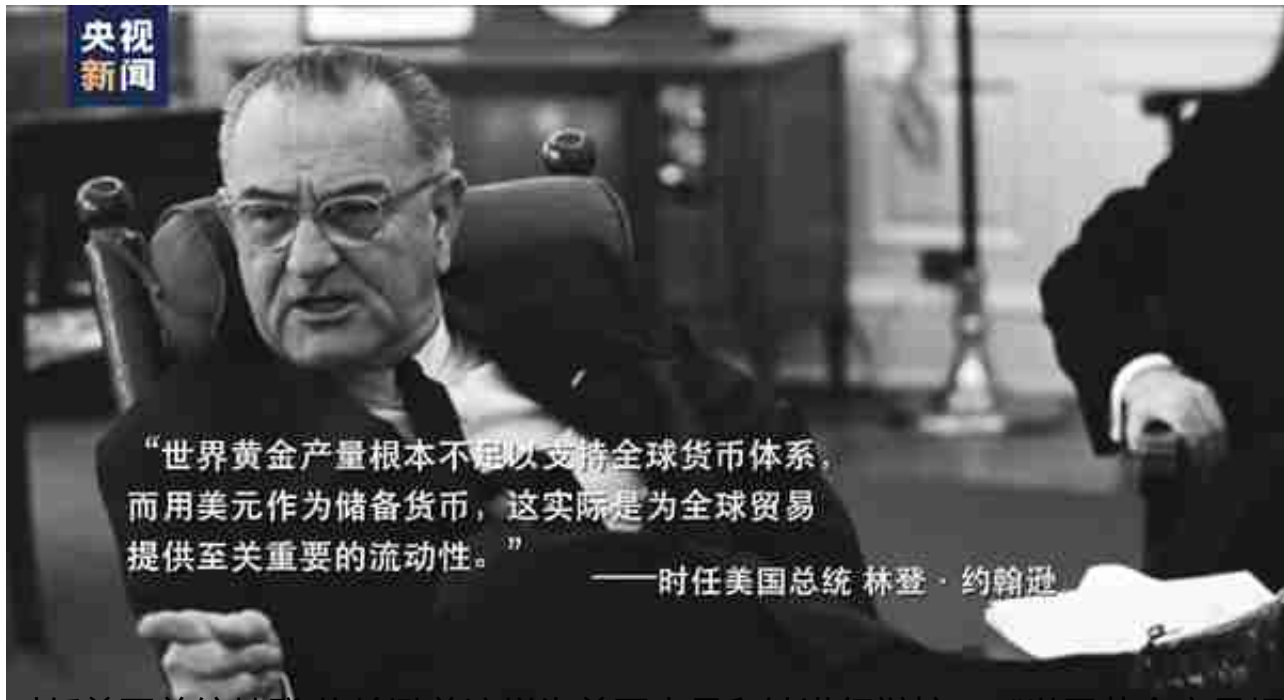 央视
新闻
“世界黄金产量根本不足以支持全球货币体系，
而用美元作为储备货币，这实际是为全球贸易
提供至关重要的流动性。”
——时任美国总统 林登·约翰逊